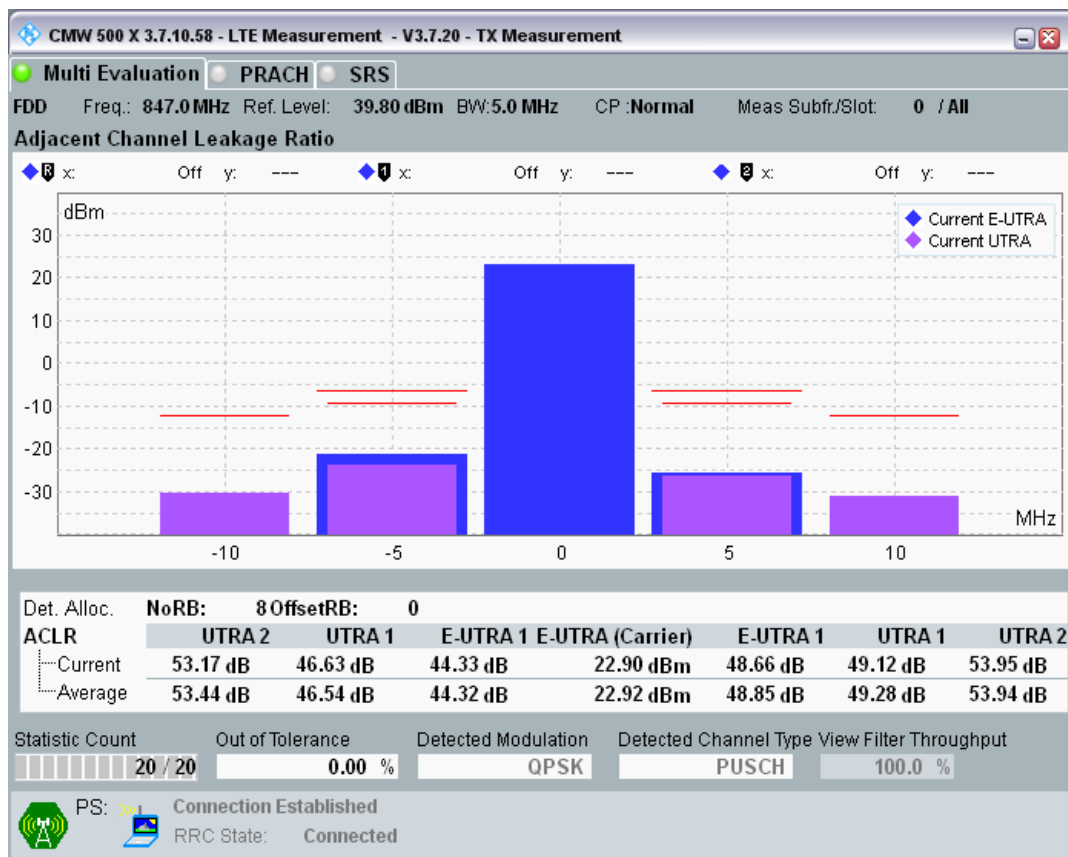 CMW 500 X 3.7.10.58 - LTE Measurement - V3.7.20 - TX Measurement
Multi Evaluation PRACH SRS
FDD Freq.: 847.0 MHz Ref. Level: 39.80 dBm BW:5.0 MHz CP :Normal Meas Subfr./Slot: 0 / All
Adjacent Channel Leakage Ratio
R x: Off y: --- 1 x: Off y: --- 2 x: Off y: ---
dBm
Current E-UTRA
Current UTRA
30
20
10
0
-10
-20
-30
MHz
-10 -5 0 5 10
Det. Alloc. NoRB: 8 OffsetRB: 0
ACLR UTRA 2 UTRA 1 E-UTRA 1 E-UTRA (Carrier) E-UTRA 1 UTRA 1 UTRA 2
Current 53.17 dB 46.63 dB 44.33 dB 22.90 dBm 48.66 dB 49.12 dB 53.95 dB
Average 53.44 dB 46.54 dB 44.32 dB 22.92 dBm 48.85 dB 49.28 dB 53.94 dB
Statistic Count Out of Tolerance Detected Modulation Detected Channel Type View Filter Throughput
20 / 20 0.00 % QPSK PUSCH 100.0 %
PS: Connection Established
RRC State: Connected